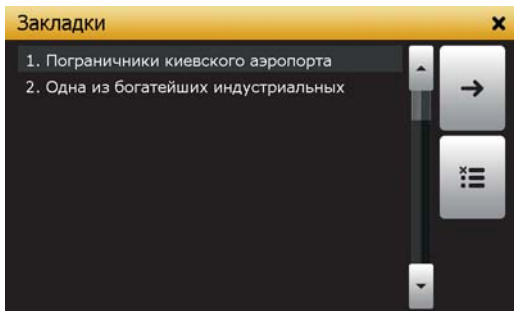 Закладки
1. Пограничники киевского аэропорта
2. Одна из богатейших индустриальных